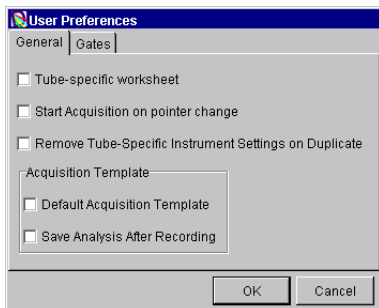 User Preferences
General Gates
Tube-specific worksheet
Start Acquisition on pointer change
Remove Tube-Specific Instrument Settings on Duplicate
Acquisition Template
Default Acquisition Template
Save Analysis After Recording
OK Cancel